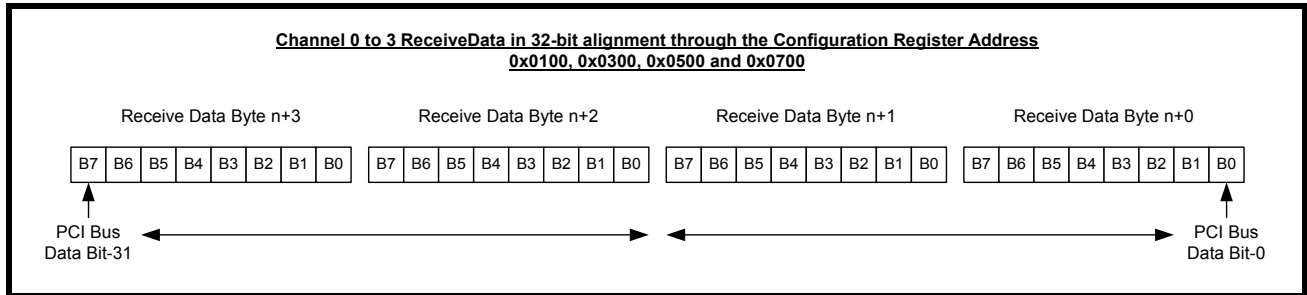 Channel 0 to 3 ReceiveData in 32-bit alignment through the Configuration Register Address
0x0100, 0x0300, 0x0500 and 0x0700
Receive Data Byte n+3 Receive Data Byte n+2 Receive Data Byte n+1 Receive Data Byte n+0
B7 B6 B5 B4 B3 B2 B1 B0 B7 B6 B5 B4 B3 B2 B1 B0 B7 B6 B5 B4 B3 B2 B1 B0 B7 B6 B5 B4 B3 B2 B1 B0
PCI Bus PCI Bus
Data Bit-31 Data Bit-0